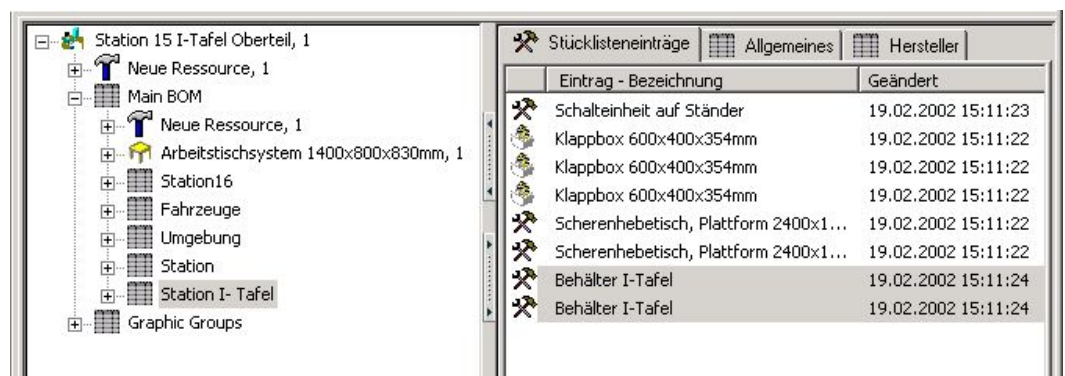 Station 15 I-Tafel Oberteil, 1
Neue Ressource, 1
Main BOM
Neue Ressource, 1
Arbeitstischsystem 1400x800x830mm, 1
Station16
Fahrzeuge
Umgebung
Station
Station I- Tafel
Graphic Groups
Stücklisteneinträge Allgemeines Hersteller
Eintrag - Bezeichnung Geändert
Schalteinheit auf Ständer 19.02.2002 15:11:23
Klappbox 600x400x354mm 19.02.2002 15:11:22
Klappbox 600x400x354mm 19.02.2002 15:11:22
Klappbox 600x400x354mm 19.02.2002 15:11:22
Scherenhebetisch, Plattform 2400x1... 19.02.2002 15:11:22
Scherenhebetisch, Plattform 2400x1... 19.02.2002 15:11:22
Behälter I-Tafel 19.02.2002 15:11:24
Behälter I-Tafel 19.02.2002 15:11:24